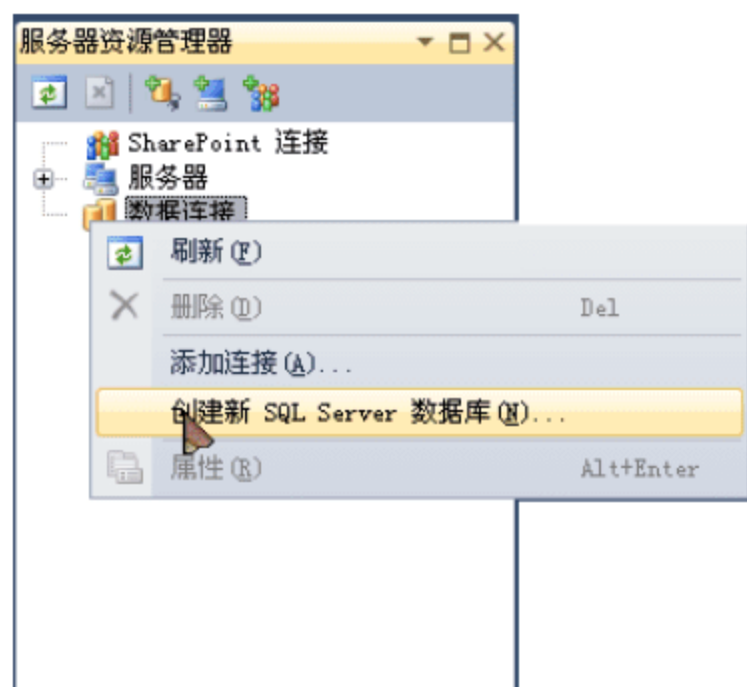 服务器资源管理器
SharePoint 连接
服务器
数据连接
刷新(F)
删除(D) Del
添加连接(A)...
创建新 SQL Server 数据库(N)...
属性(R) Alt+Enter